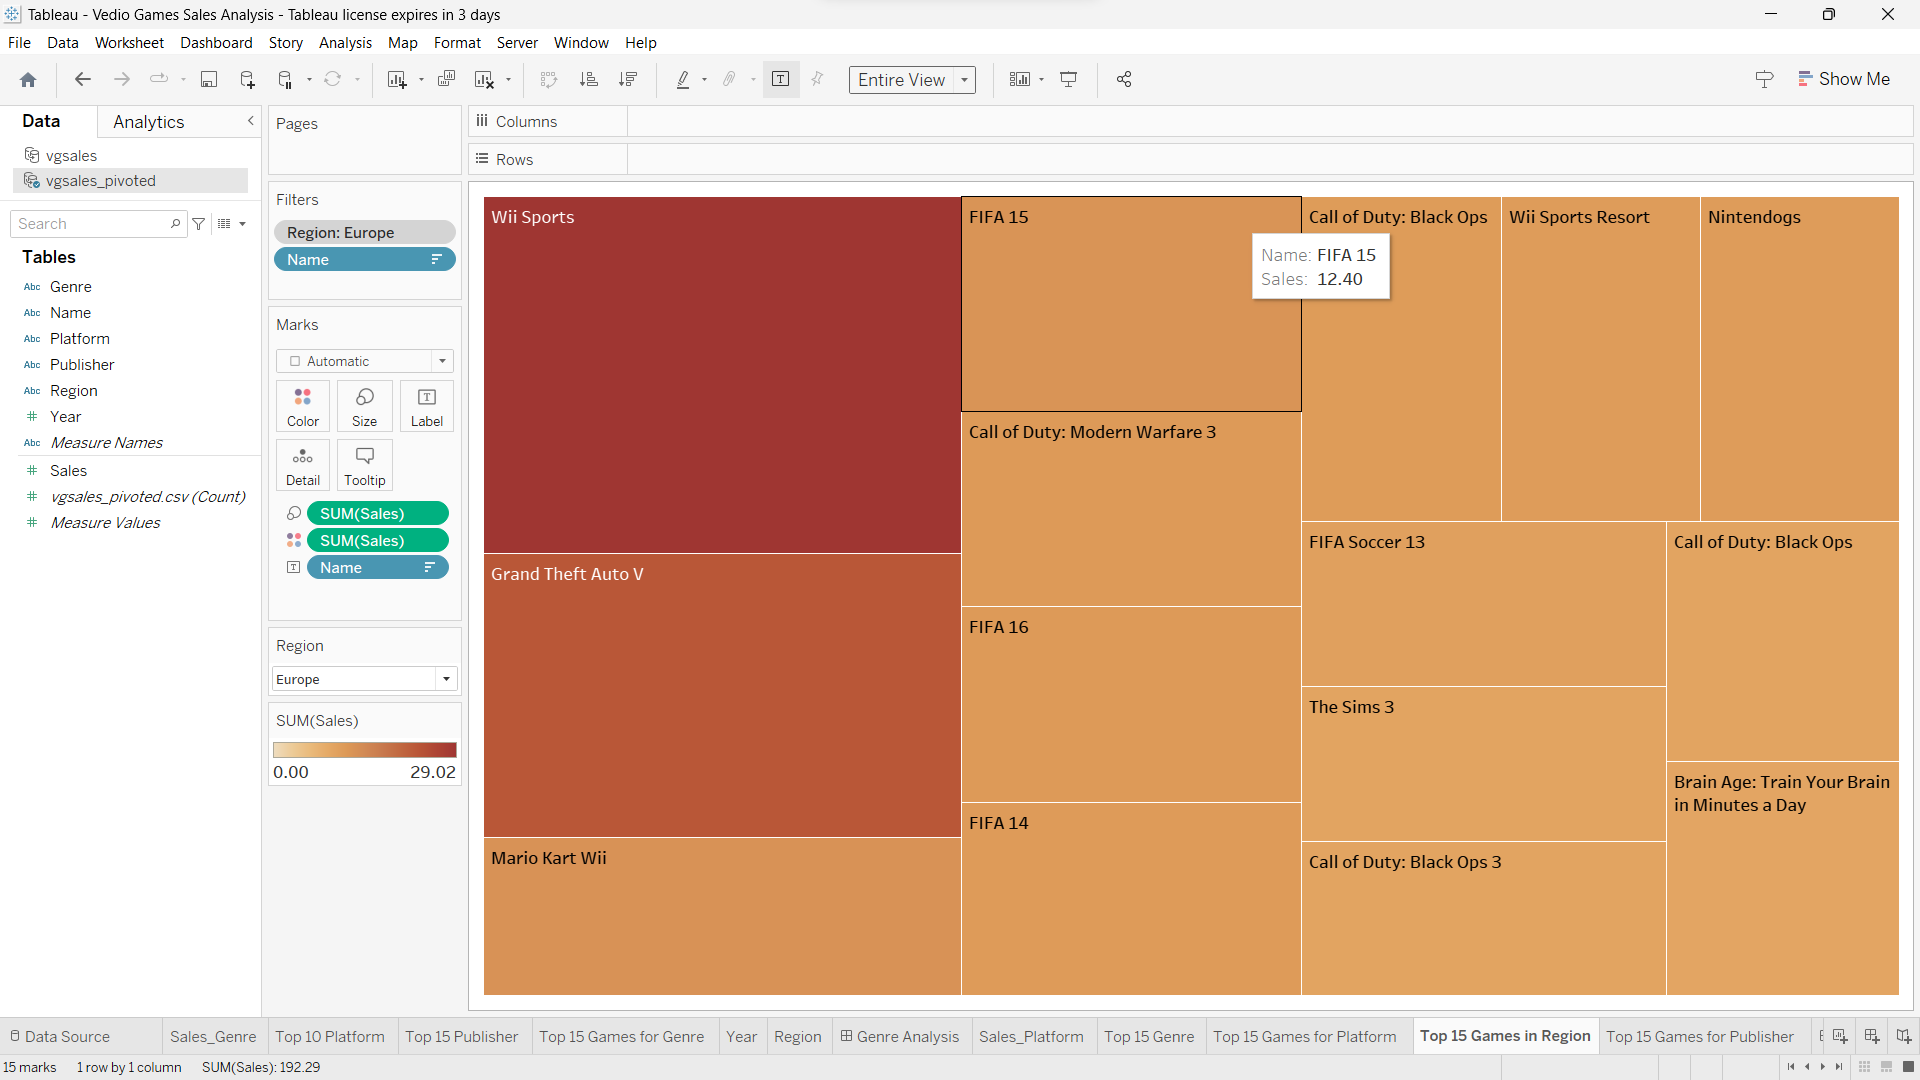 Tableau - Vedio Games Sales Analysis - Tableau license expires in 3 days
File Data Worksheet Dashboard Story Analysis Map Format Server Window Help
Entire View
Show Me
Data Analytics
vgsales
vgsales_pivoted
Search
Tables
Abc Genre
Abc Name
Abc Platform
Abc Publisher
Abc Region
# Year
Abc Measure Names
# Sales
# vgsales_pivoted.csv (Count)
# Measure Values
Pages
Filters
Region: Europe
Name
Marks
Automatic
Color Size Label
Detail Tooltip
SUM(Sales)
SUM(Sales)
Name
Region
Europe
SUM(Sales)
0.00 29.02
Columns
Rows
Wii Sports
Grand Theft Auto V
Mario Kart Wii
FIFA 15
Call of Duty: Modern Warfare 3
FIFA 16
FIFA 14
Call of Duty: Black Ops
Wii Sports Resort
Nintendogs
Name: FIFA 15
Sales: 12.40
FIFA Soccer 13
The Sims 3
Call of Duty: Black Ops 3
Call of Duty: Black Ops
Brain Age: Train Your Brain
in Minutes a Day
Data Source Sales_Genre Top 10 Platform Top 15 Publisher Top 15 Games for Genre Year Region Genre Analysis Sales_Platform Top 15 Genre Top 15 Games for Platform Top 15 Games in Region Top 15 Games for Publisher
15 marks 1 row by 1 column SUM(Sales): 192.29